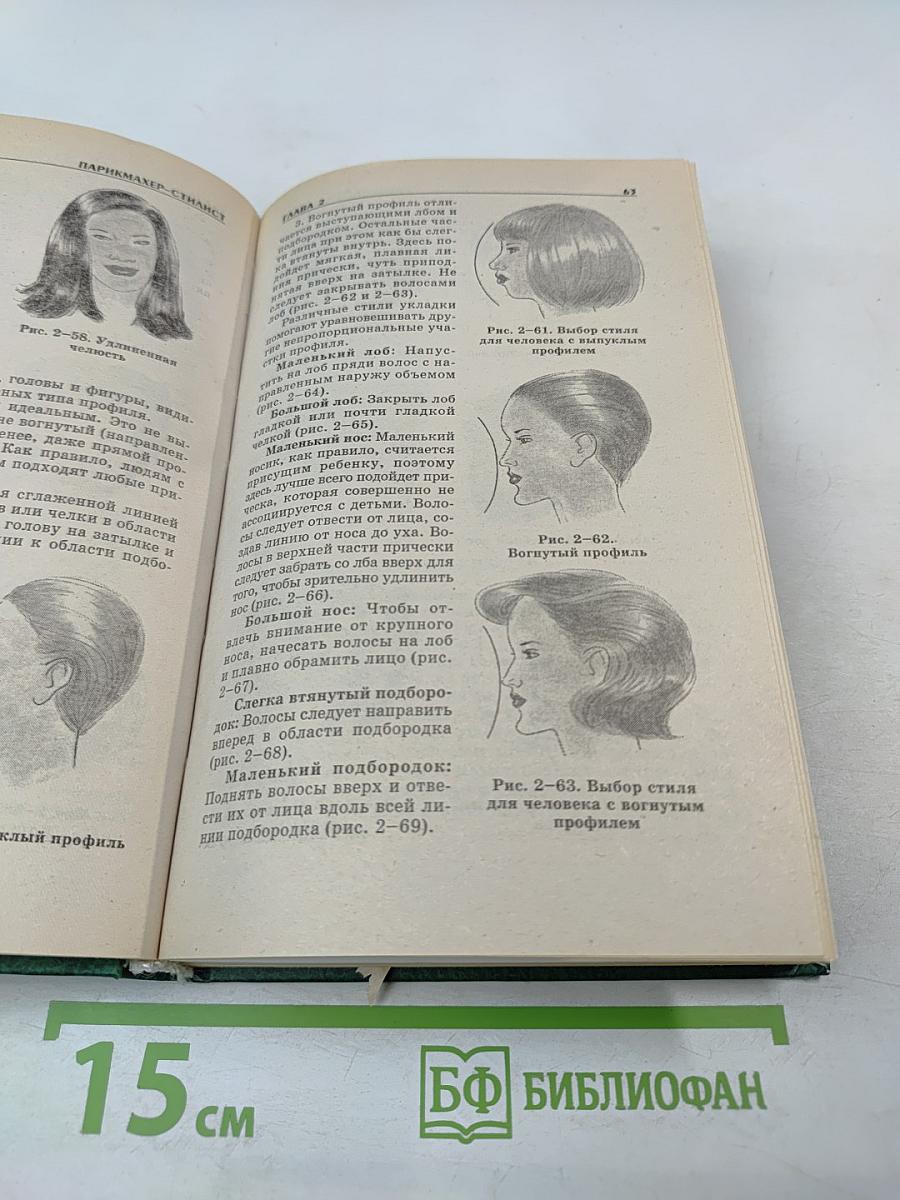 ПАРИКМАХЕР–СТИЛИСТ
Рис. 2–58. Удлиненная
челюсть
головы и фигуры, види-
ных типа профиля.
идеальным. Это не вы-
не вогнутый (направлен-
енее, даже прямой про-
Как правило, людям с
м подходят любые при-
я сглаженной линией
в или челки в области
голову на затылке и
ии к области подбо-
клый профиль
ГЛАВА 2
63
3. Вогнутый профиль отли-
чается выступающими лбом и
подбородком. Остальные час-
ти лица при этом как бы слег-
ка втянуты внутрь. Здесь по-
дойдет мягкая, плавная ли-
ния прически, чуть припод-
нятая вверх на затылке. Не
следует закрывать волосами
лоб (рис. 2–62 и 2–63).
Различные стили укладки
помогают уравновешивать дру-
гие непропорциональные уча-
стки профиля.
Маленький лоб: Напус-
тить на лоб пряди волос с на-
правленным наружу объемом
(рис. 2–64).
Большой лоб: Закрыть лоб
гладкой или почти гладкой
челкой (рис. 2–65).
Маленький нос: Маленький
носик, как правило, считается
присущим ребенку, поэтому
здесь лучше всего подойдет при-
ческа, которая совершенно не
ассоциируется с детьми. Воло-
сы следует отвести от лица, со-
здав линию от носа до уха. Во-
лосы в верхней части прически
следует забрать со лба вверх для
того, чтобы зрительно удлинить
нос (рис. 2–66).
Большой нос: Чтобы от-
влечь внимание от крупного
носа, начесать волосы на лоб
и плавно обрамить лицо (рис.
2–67).
Слегка втянутый подборо-
док: Волосы следует направить
вперед в области подбородка
(рис. 2–68).
Маленький подбородок:
Поднять волосы вверх и отве-
сти их от лица вдоль всей ли-
нии подбородка (рис. 2–69).
Рис. 2–61. Выбор стиля
для человека с выпуклым
профилем
Рис. 2–62.
Вогнутый профиль
Рис. 2–63. Выбор стиля
для человека с вогнутым
профилем
15 см
БФ БИБЛИОФАН